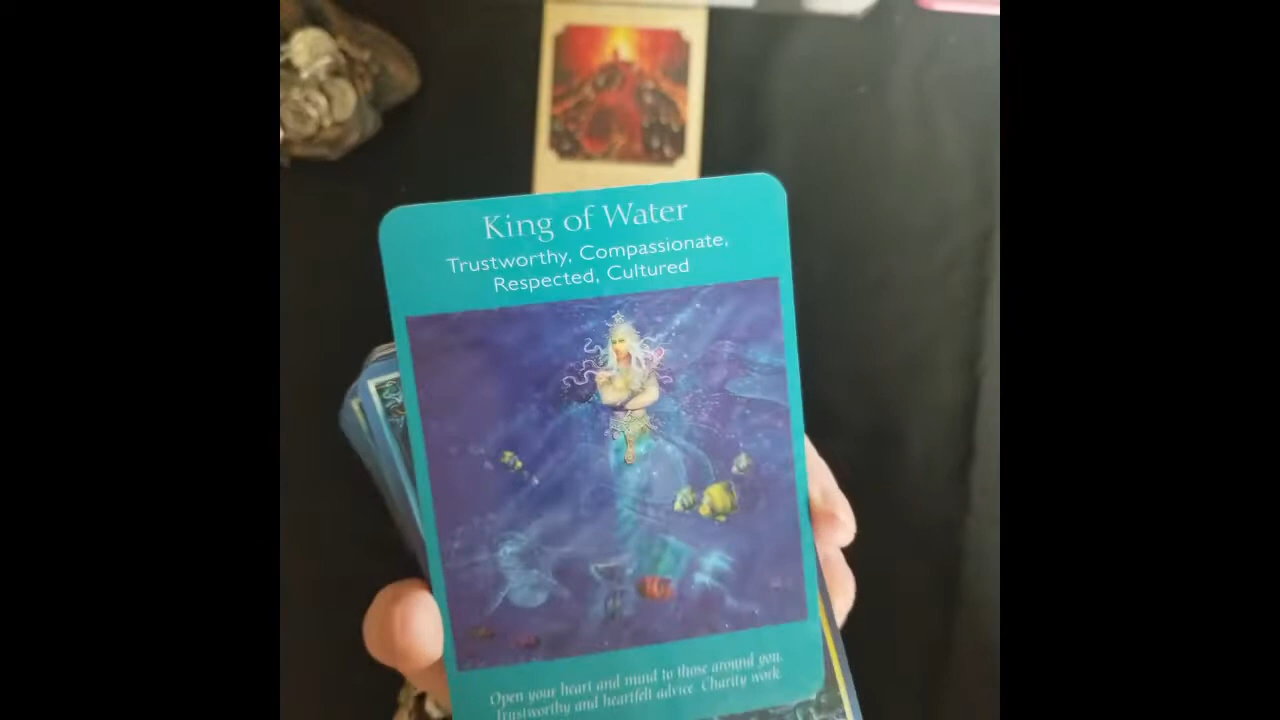 King of Water
Trustworthy, Compassionate,
Respected, Cultured
Open your heart and mind to those around you.
Trustworthy and heartfelt advice. Charity work.